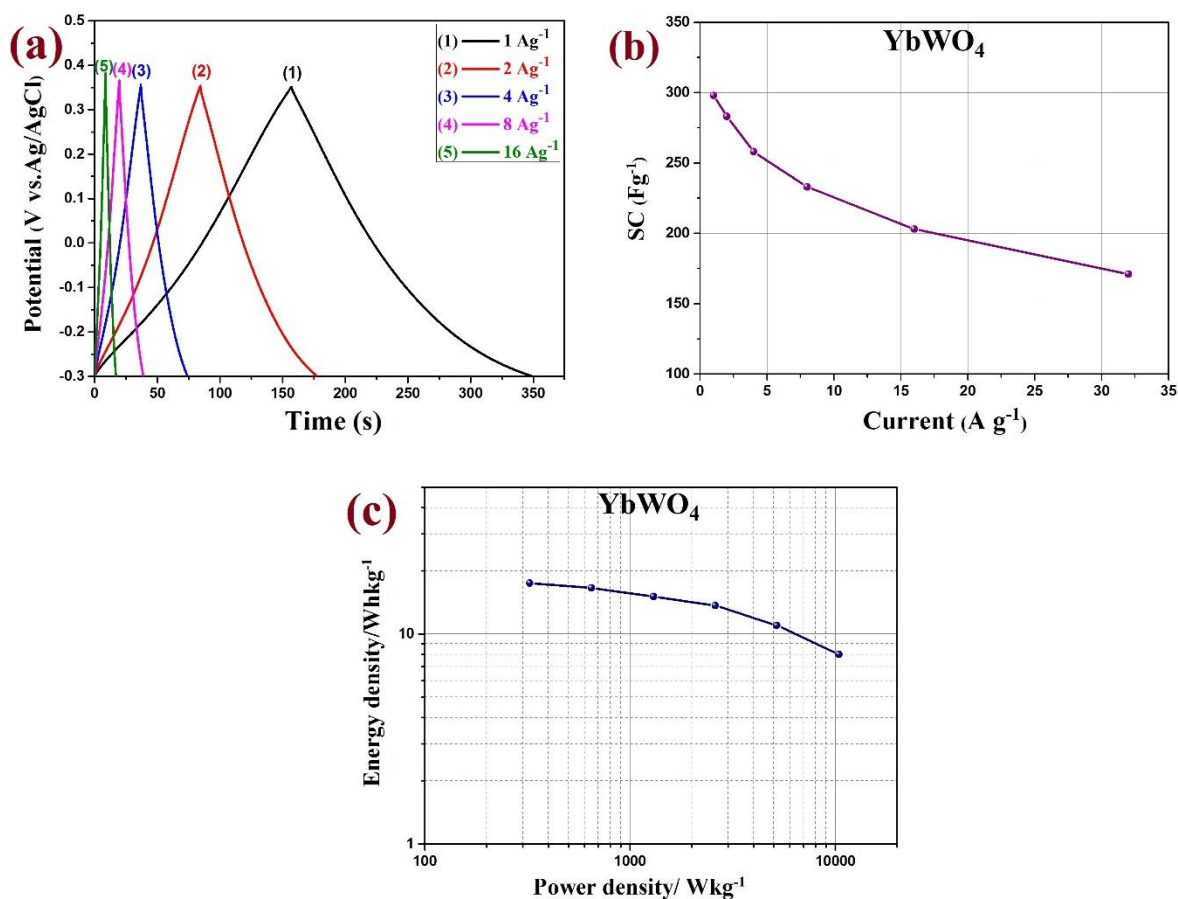 (a)
Potential (V vs.Ag/AgCl)
0.5
0.4
0.3
0.2
0.1
0.0
-0.1
-0.2
-0.3
(5) (4) (3) (2) (1)
(1) 1 Ag⁻¹
(2) 2 Ag⁻¹
(3) 4 Ag⁻¹
(4) 8 Ag⁻¹
(5) 16 Ag⁻¹
0 50 100 150 200 250 300 350
Time (s)
(b)
YbWO₄
SC (Fg⁻¹)
350
300
250
200
150
100
0 5 10 15 20 25 30 35
Current (A g⁻¹)
(c)
YbWO₄
Energy density/Whkg⁻¹
10
1
100 1000 10000
Power density/ Wkg⁻¹